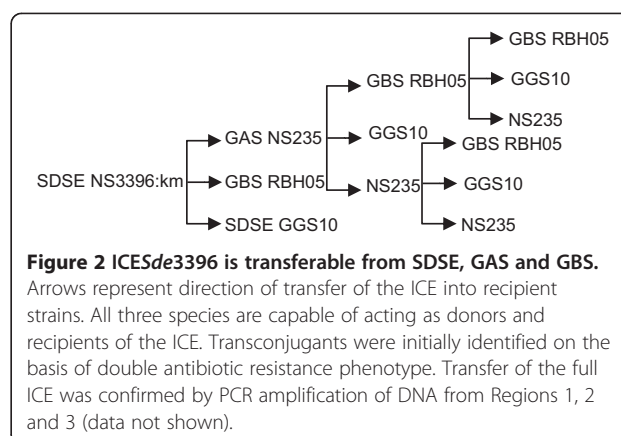 GBS RBH05
GBS RBH05
GGS10
GAS NS235
GGS10
NS235
GBS RBH05
SDSE NS3396:km
GBS RBH05
NS235
GGS10
SDSE GGS10
NS235
Figure 2 ICESde3396 is transferable from SDSE, GAS and GBS.
Arrows represent direction of transfer of the ICE into recipient
strains. All three species are capable of acting as donors and
recipients of the ICE. Transconjugants were initially identified on the
basis of double antibiotic resistance phenotype. Transfer of the full
ICE was confirmed by PCR amplification of DNA from Regions 1, 2
and 3 (data not shown).